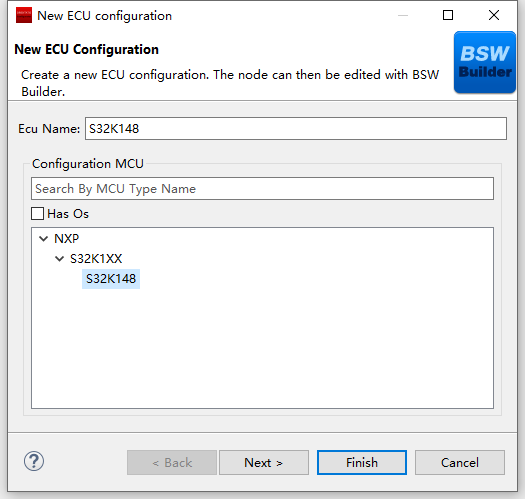 New ECU configuration
New ECU Configuration
Create a new ECU configuration. The node can then be edited with BSW
Builder.
BSW
Builder
Ecu Name:
S32K148
Configuration MCU
Search By MCU Type Name
Has Os
NXP
S32K1XX
S32K148
?
< Back
Next >
Finish
Cancel